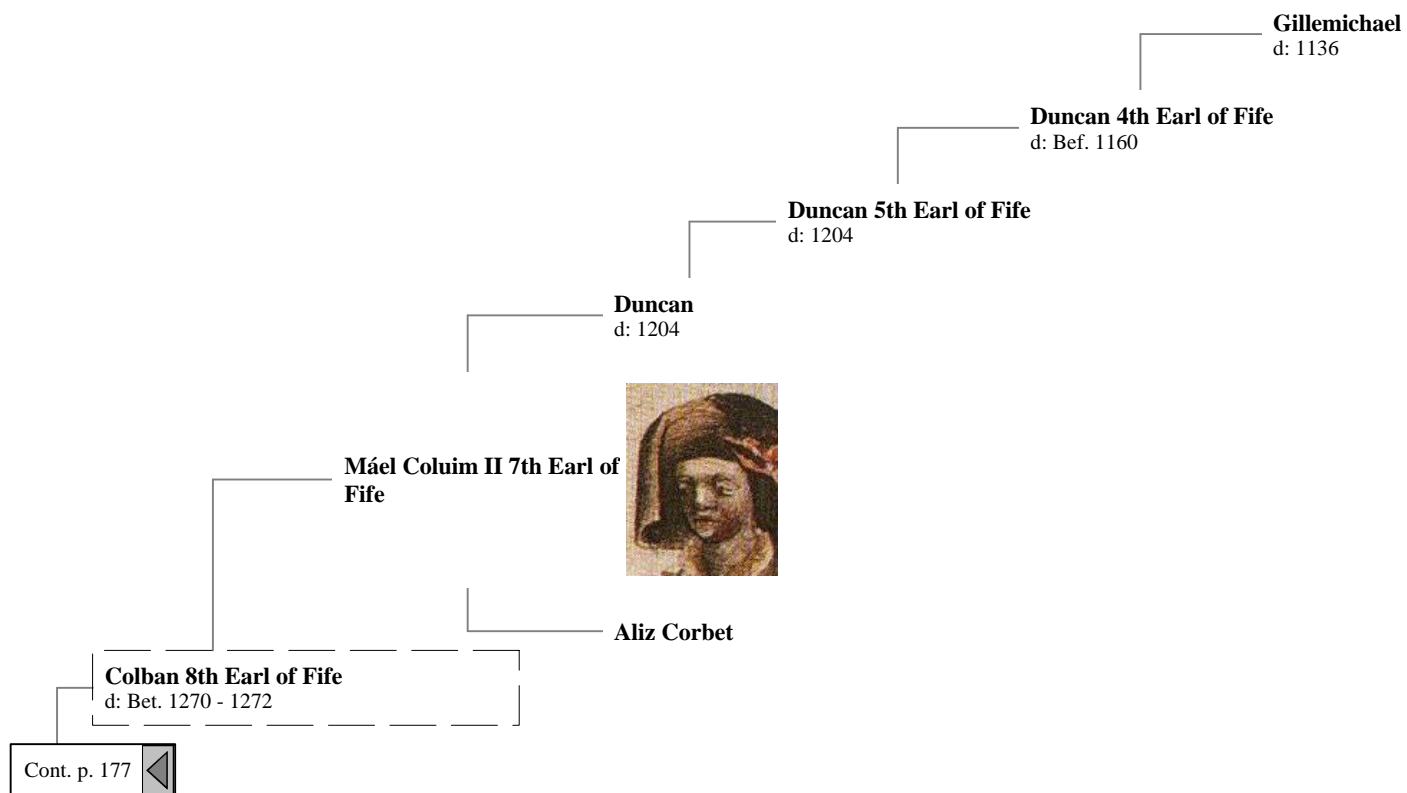 Gillemichael
d: 1136
Duncan 4th Earl of Fife
d: Bef. 1160
Duncan 5th Earl of Fife
d: 1204
Duncan
d: 1204
Máel Coluim II 7th Earl of
Fife
Aliz Corbet
Colban 8th Earl of Fife
d: Bet. 1270 - 1272
Cont. p. 177